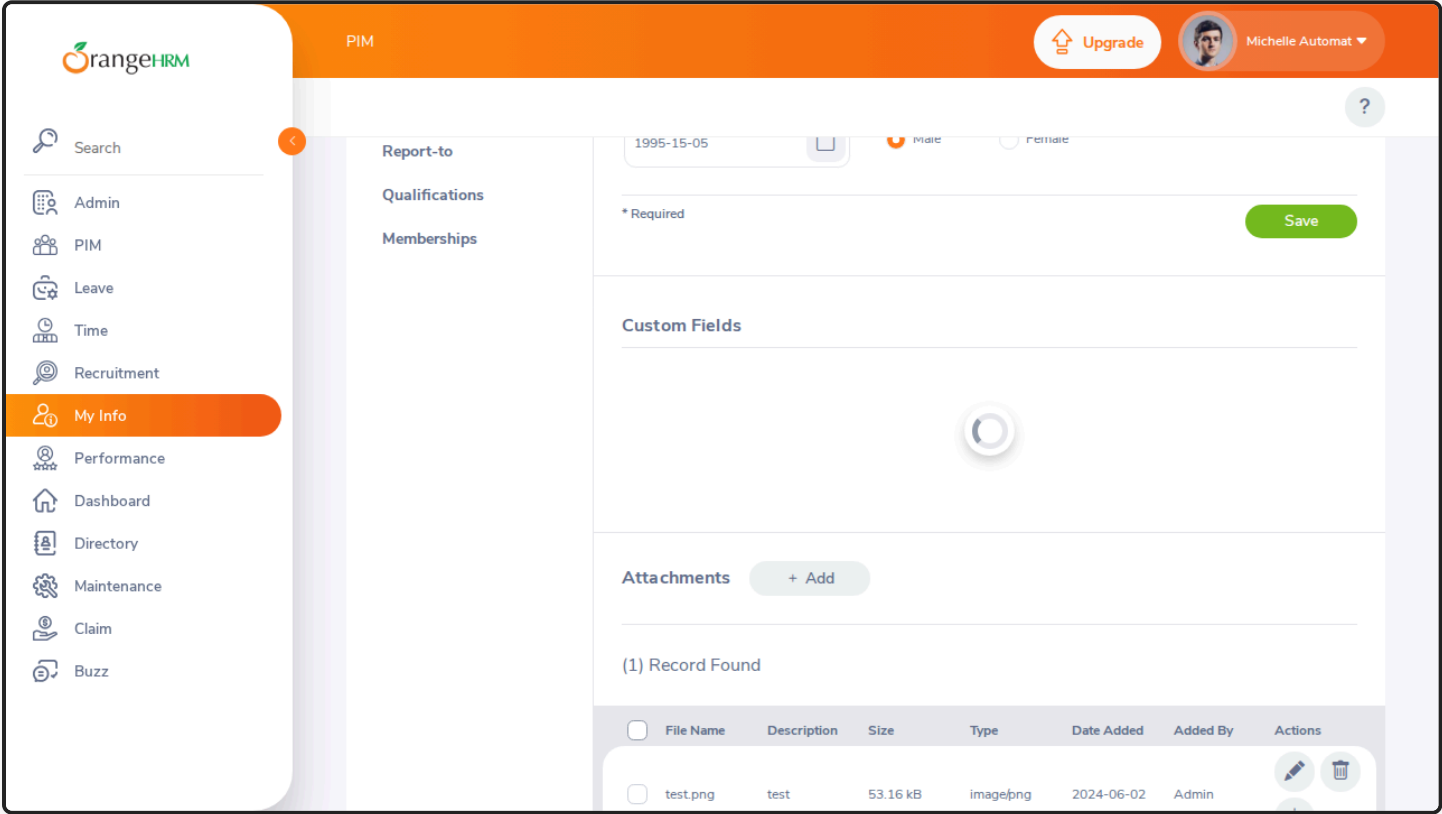 OrangeHRM
PIM
Upgrade
Michelle Automat
?
Search
Admin
PIM
Leave
Time
Recruitment
My Info
Performance
Dashboard
Directory
Maintenance
Claim
Buzz
Report-to
Qualifications
Memberships
1995-15-05
Male
Female
* Required
Save
Custom Fields
Attachments
+ Add
(1) Record Found
File Name Description Size Type Date Added Added By Actions
test.png test 53.16 kB image/png 2024-06-02 Admin